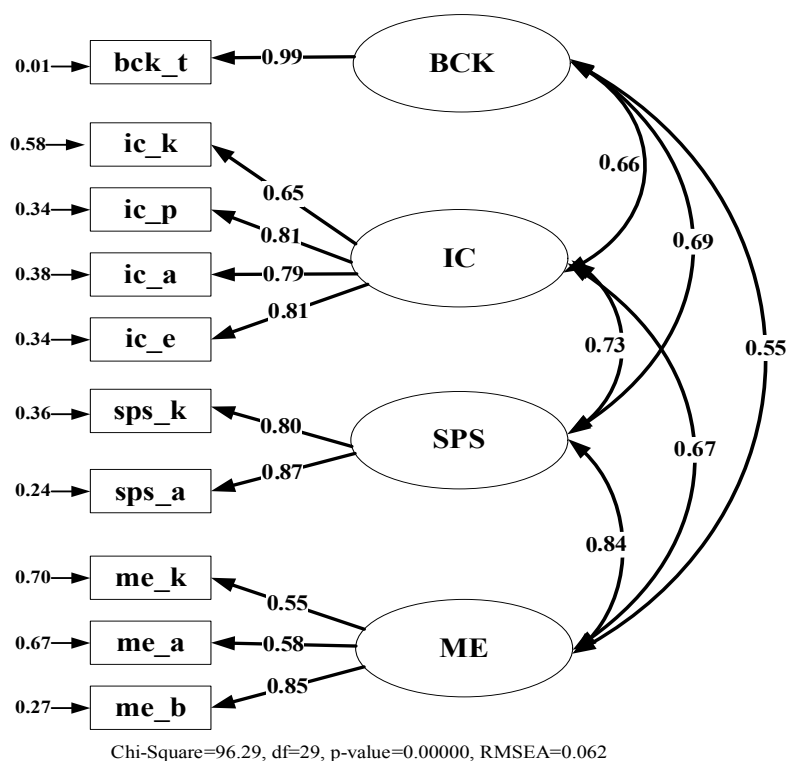 0.01 bck_t 0.99 BCK
0.58 ic_k 0.65 0.66
0.34 ic_p 0.81 0.69
0.38 ic_a 0.79 IC
0.34 ic_e 0.81 0.73 0.55
0.36 sps_k 0.80 SPS 0.67
0.24 sps_a 0.87
0.84
0.70 me_k 0.55
0.67 me_a 0.58 ME
0.27 me_b 0.85
Chi-Square=96.29, df=29, p-value=0.00000, RMSEA=0.062